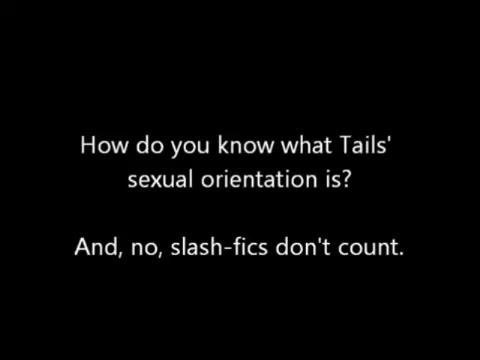 How do you know what Tails'
sexual orientation is?
And, no, slash-fics don't count.